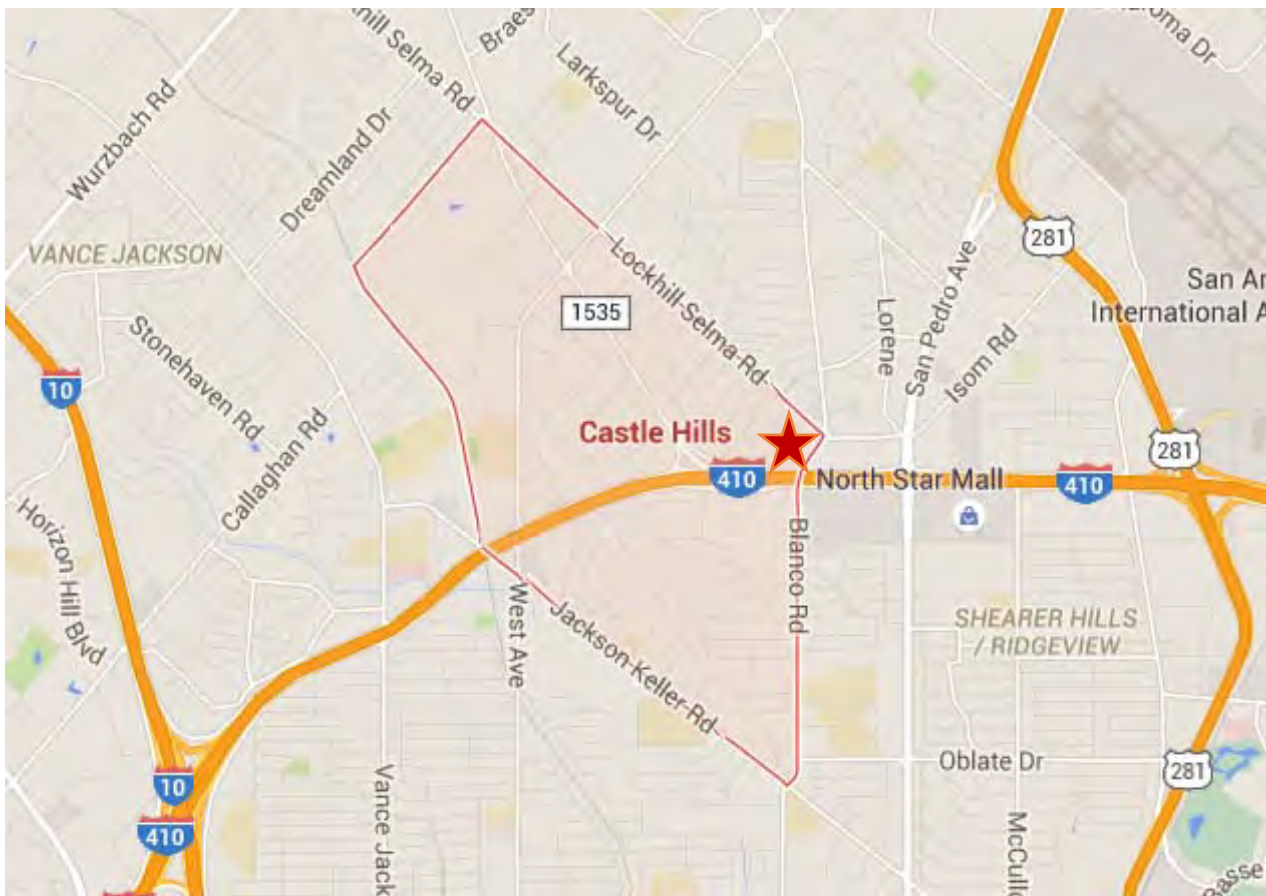 hill Selma Rd
Braes
Larkspur Dr
Wurzbach Rd
Dreamland Dr
VANCE JACKSON
281
San An
International A
1535
Lockhill-Selma-Rd
Lorene
San Pedro Ave
Isom Rd
Stonehaven Rd
10
Callaghan Rd
Castle Hills
410
North Star Mall
410
281
Horizon Hill Blvd
West Ave
Jackson-Keller-Rd
Blanco-Rd
SHEARER HILLS
/ RIDGEVIEW
Oblate Dr
281
10
410
Vance Jack
McCullo
Basse